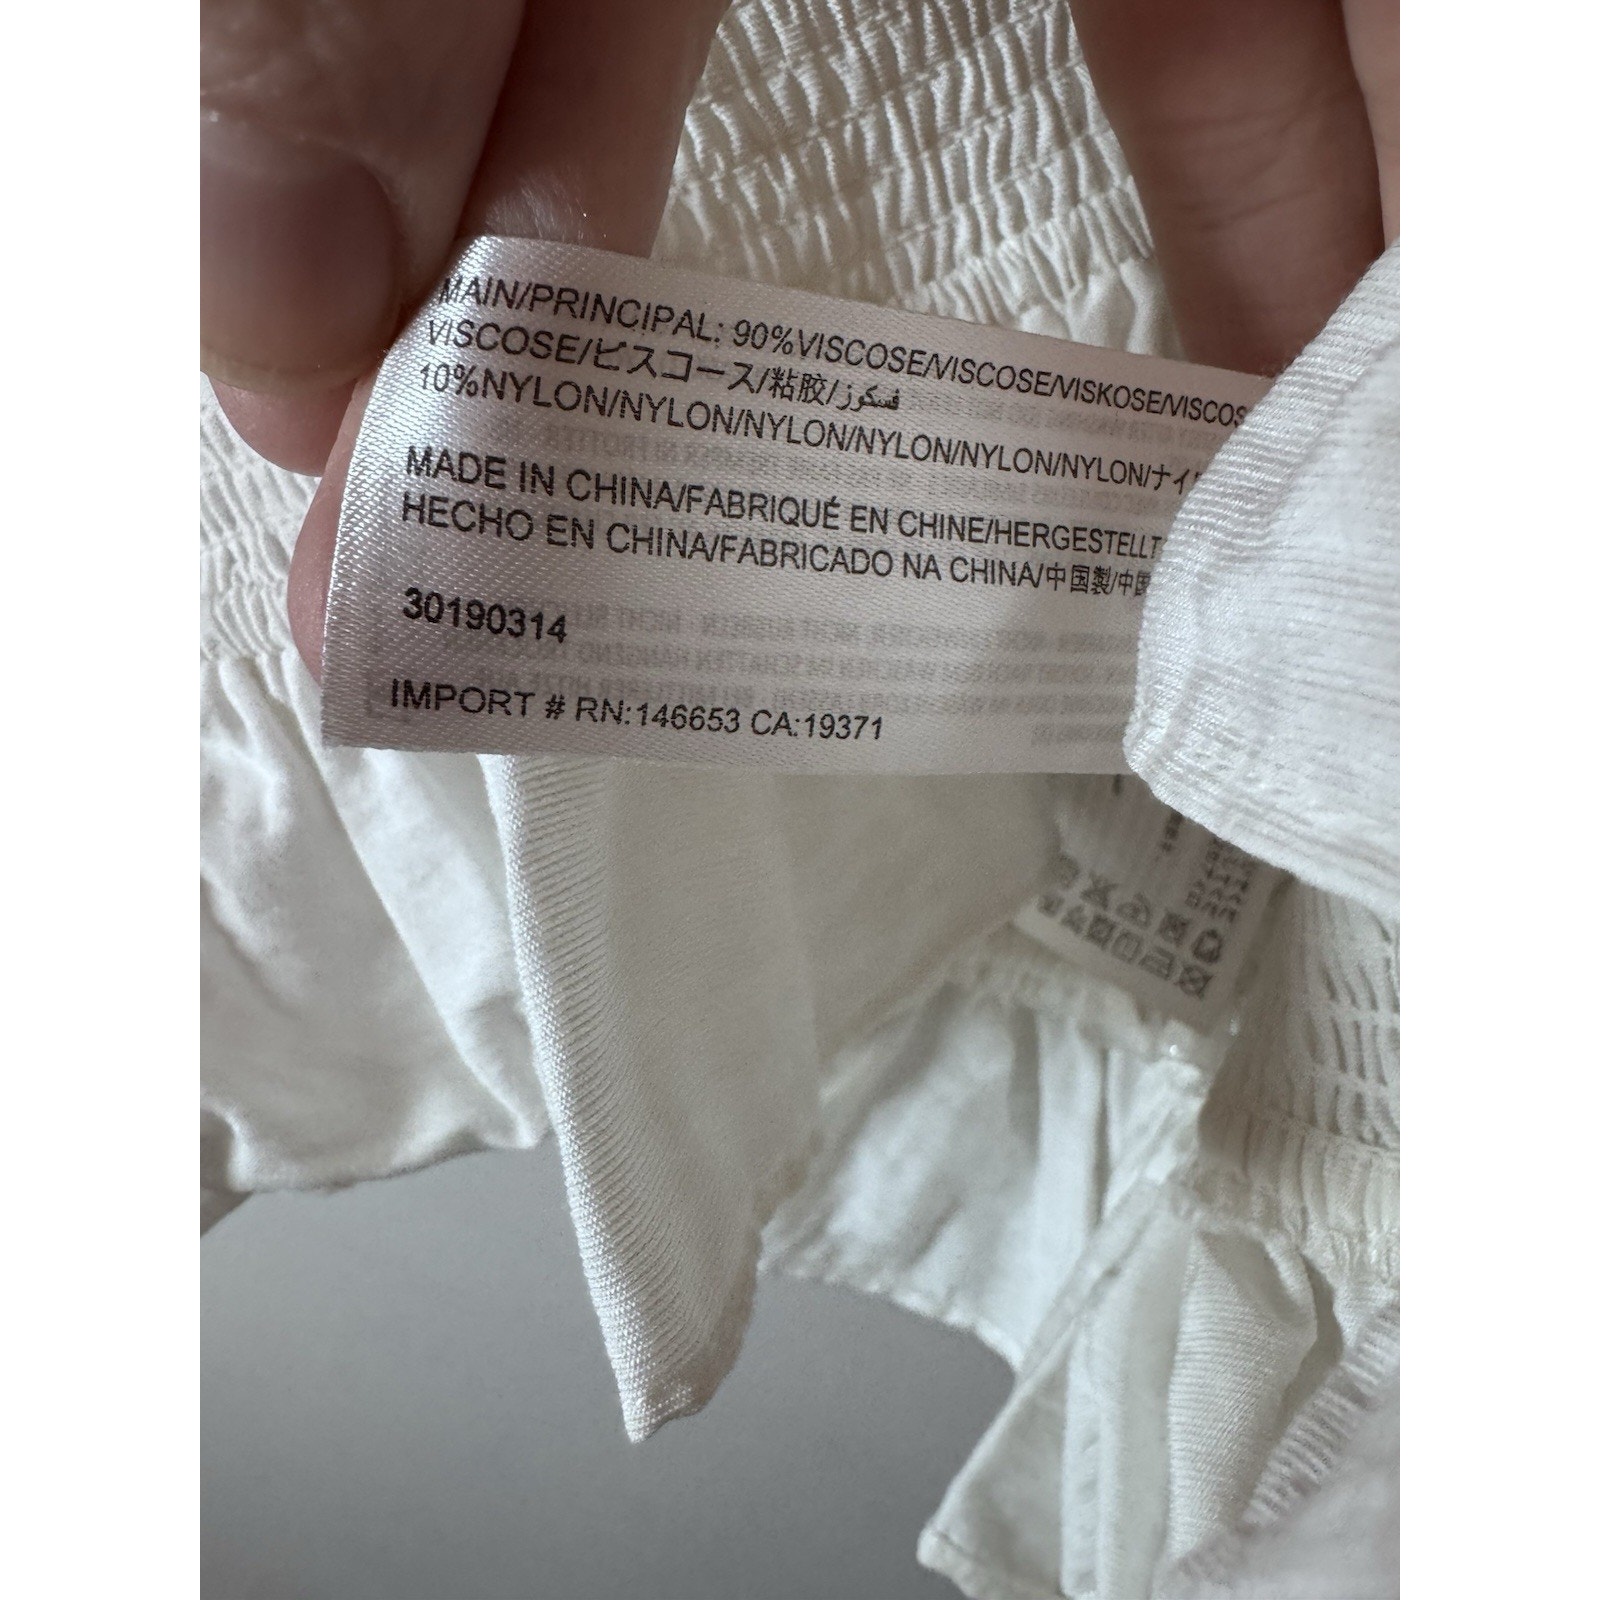 MAIN/PRINCIPAL: 90%VISCOSE/VISCOSE/VISKOSE/VISCOS
VISCOSE/ビスコース/粘胶/فسكوز
10%NYLON/NYLON/NYLON/NYLON/NYLON/NYLON/ナイ
MADE IN CHINA/FABRIQUÉ EN CHINE/HERGESTELLT
HECHO EN CHINA/FABRICADO NA CHINA/中国製/中国
30190314
IMPORT # RN:146653 CA:19371